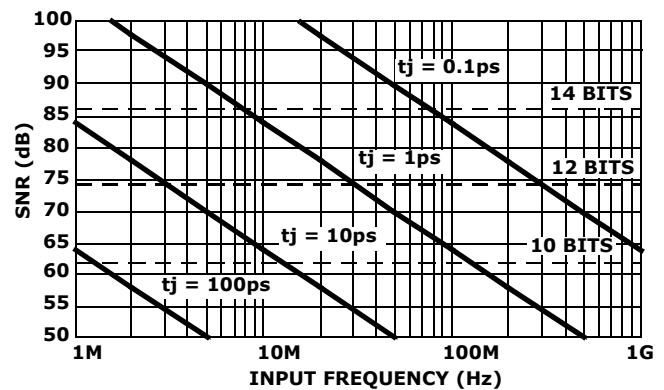 100
95
90
85
80
75
70
65
60
55
50
SNR (dB)
tj = 0.1ps
14 BITS
tj = 1ps
12 BITS
tj = 10ps
10 BITS
tj = 100ps
1M
10M
100M
1G
INPUT FREQUENCY (Hz)